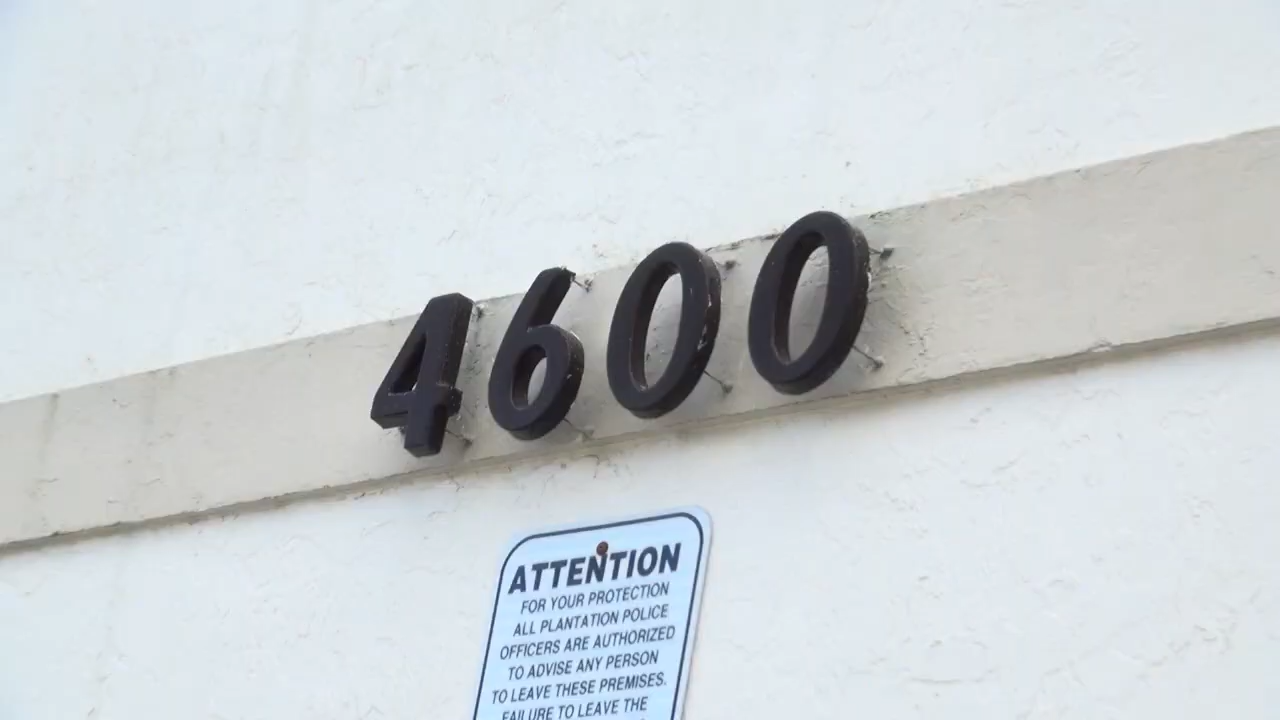 4600
ATTENTION
FOR YOUR PROTECTION
ALL PLANTATION POLICE
OFFICERS ARE AUTHORIZED
TO ADVISE ANY PERSON
TO LEAVE THESE PREMISES.
FAILURE TO LEAVE THE